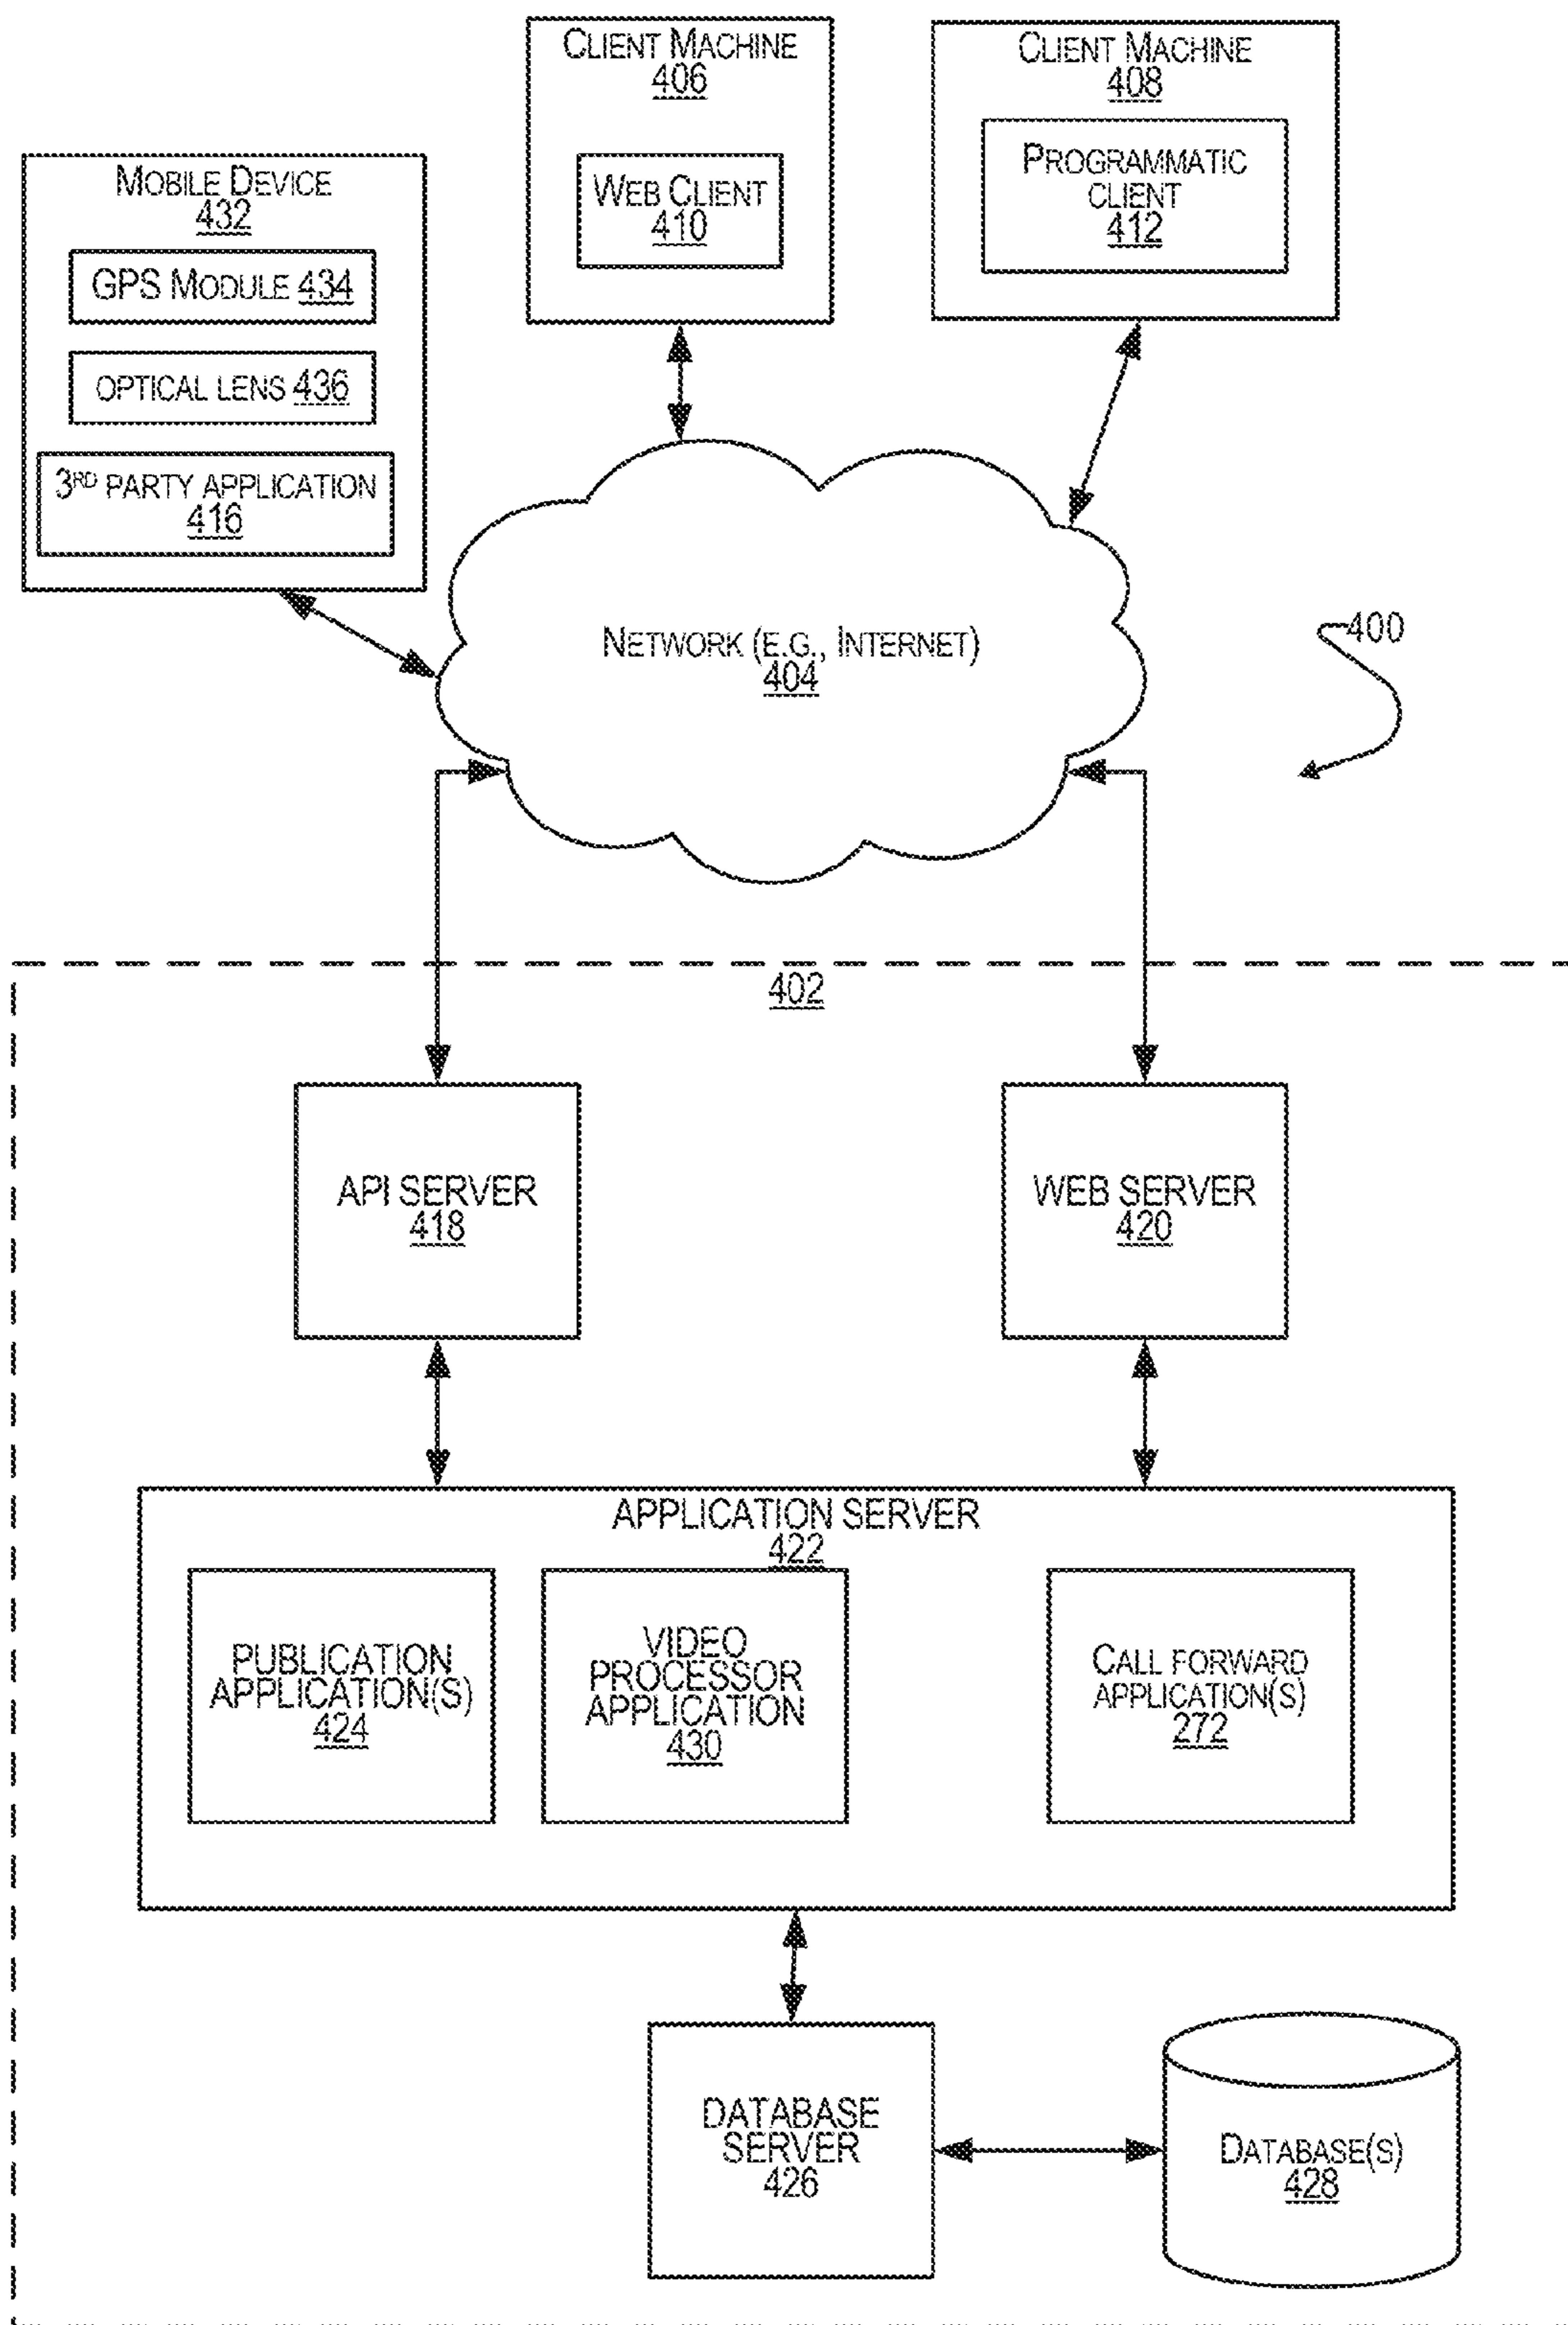 CLIENT MACHINE
406
WEB CLIENT
410
CLIENT MACHINE
408
PROGRAMMATIC
CLIENT
412
MOBILE DEVICE
432
GPS MODULE 434
OPTICAL LENS 436
3RD PARTY APPLICATION
416
NETWORK (E.G., INTERNET)
404
400
402
API SERVER
418
WEB SERVER
420
APPLICATION SERVER
422
PUBLICATION
APPLICATION(S)
424
VIDEO
PROCESSOR
APPLICATION
430
CALL FORWARD
APPLICATION(S)
272
DATABASE
SERVER
426
DATABASE(S)
428